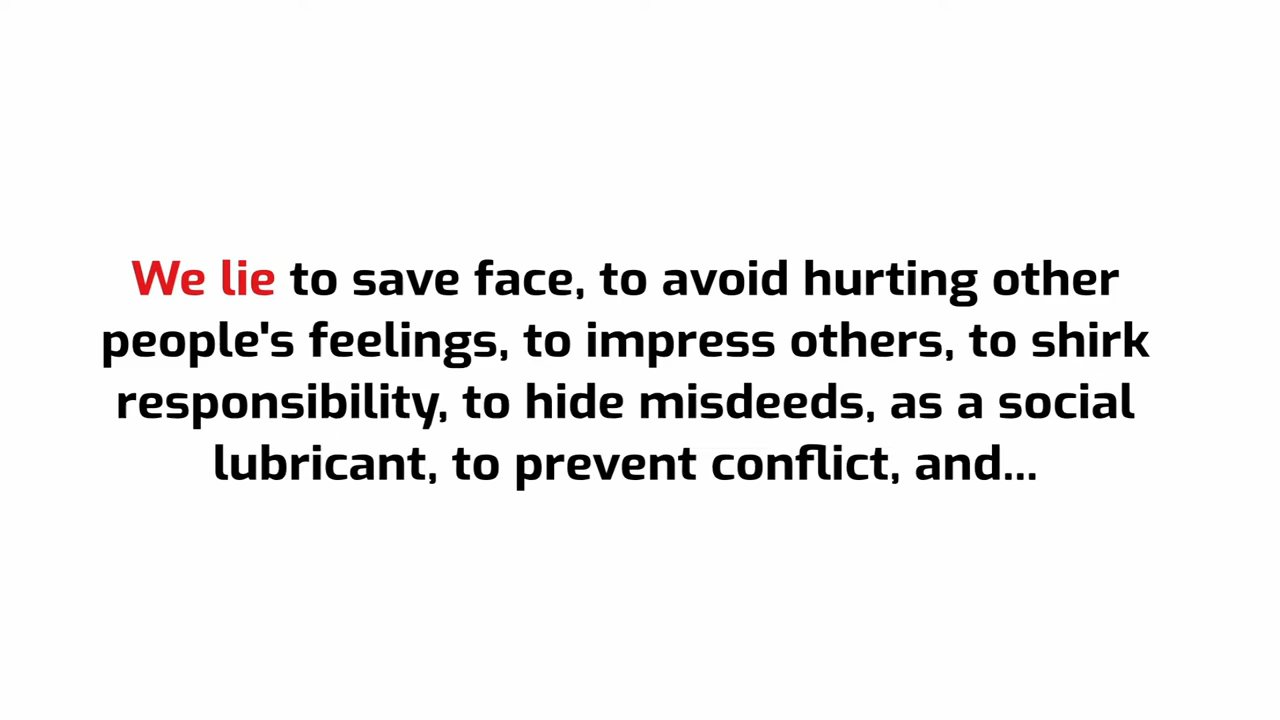 We lie to save face, to avoid hurting other
people's feelings, to impress others, to shirk
responsibility, to hide misdeeds, as a social
lubricant, to prevent conflict, and...